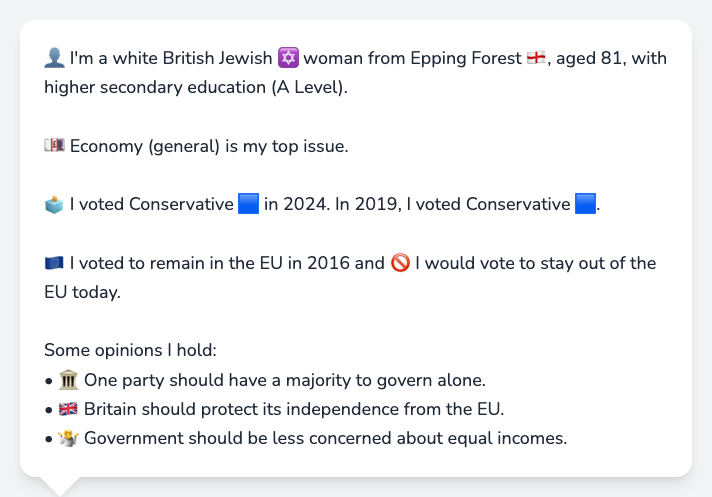 👤 I'm a white British Jewish 🔯 woman from Epping Forest 🏴󠁧󠁢󠁥󠁮󠁧󠁿, aged 81, with
higher secondary education (A Level).
💷 Economy (general) is my top issue.
🗳️ I voted Conservative 🟦 in 2024. In 2019, I voted Conservative 🟦.
🇪🇺 I voted to remain in the EU in 2016 and 🚫 I would vote to stay out of the
EU today.
Some opinions I hold:
• 🏛️ One party should have a majority to govern alone.
• 🇬🇧 Britain should protect its independence from the EU.
• 🤷 Government should be less concerned about equal incomes.